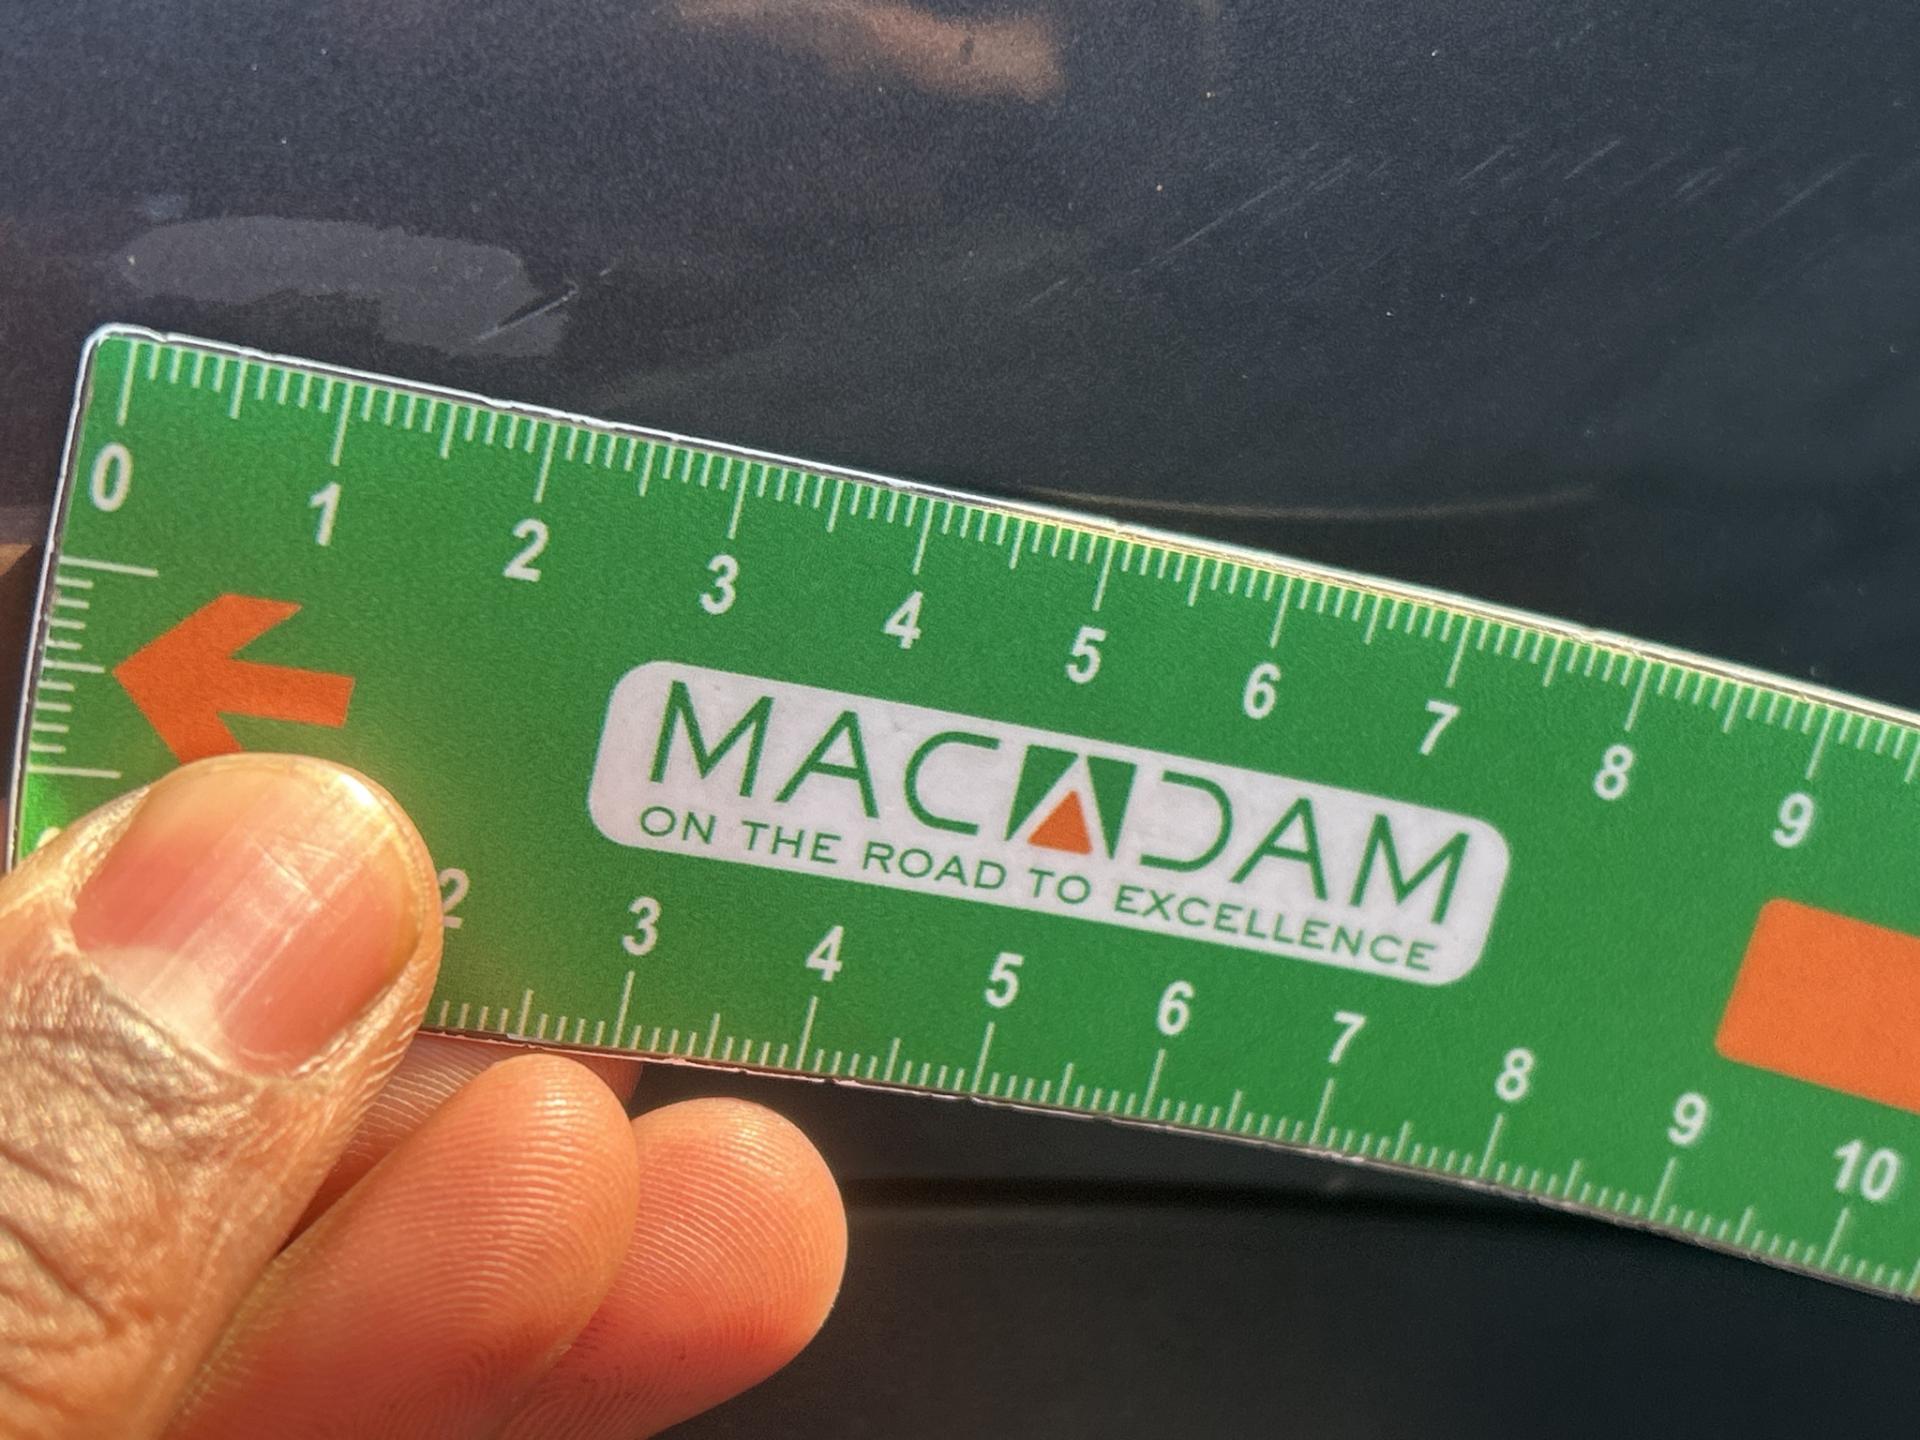 0 1 2 3 4 5 6 7 8 9
MACADAM
ON THE ROAD TO EXCELLENCE
2 3 4 5 6 7 8 9 10